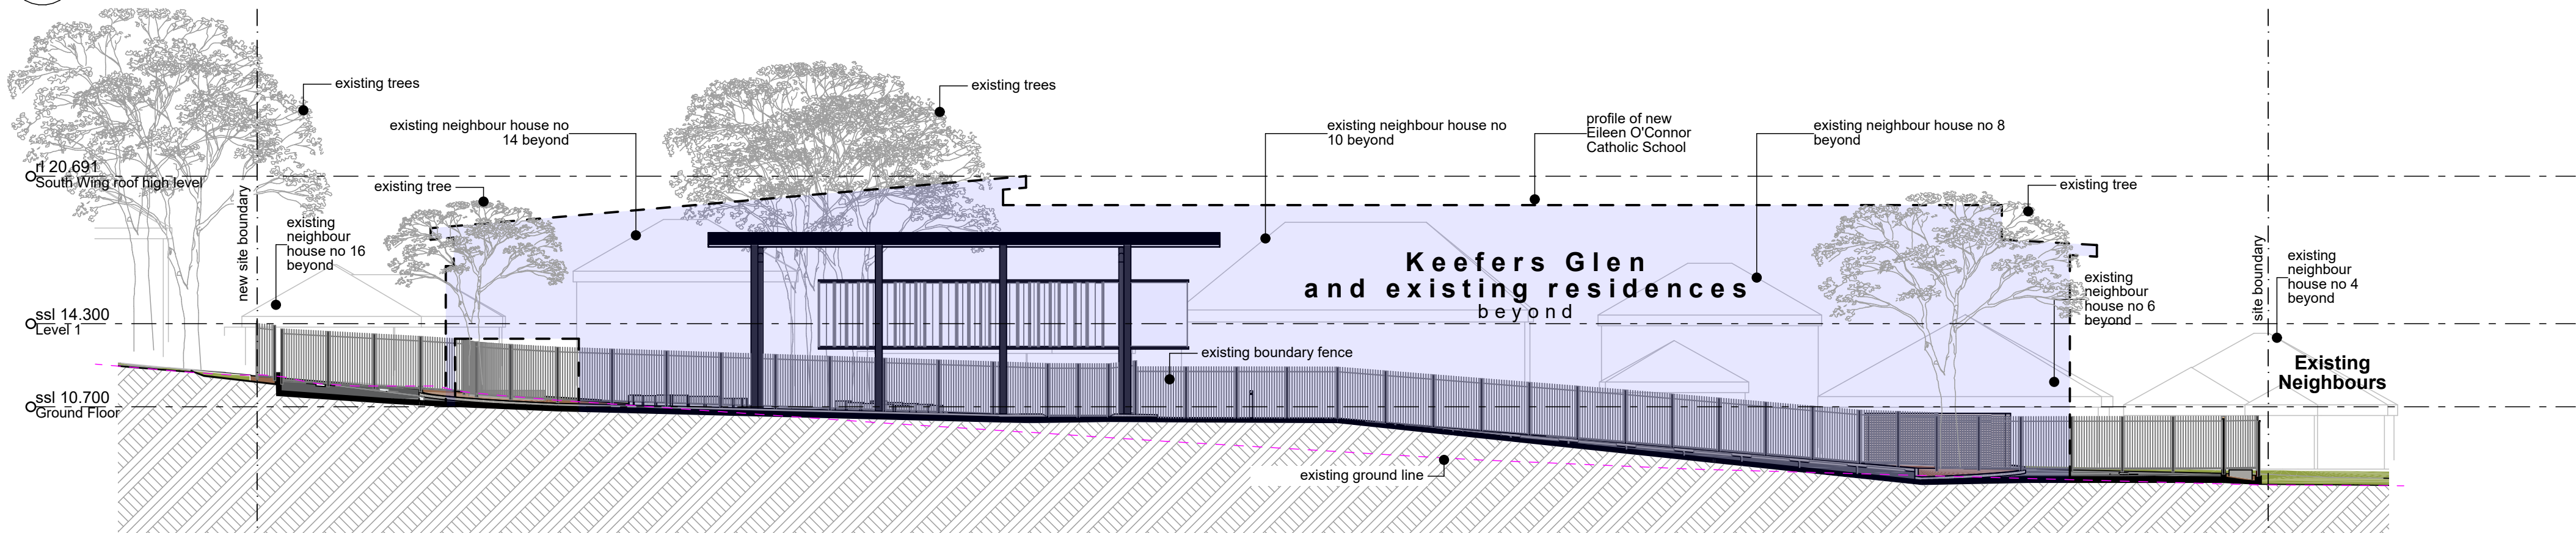 existing trees
existing trees
existing neighbour house no
14 beyond
existing neighbour house no
10 beyond
profile of new
Eileen O'Connor
Catholic School
existing neighbour house no 8
beyond
rl 20.691
South Wing roof high level
existing tree
existing tree
new site boundary
existing
neighbour
house no 16
beyond
site boundary
existing
neighbour
house no 4
beyond
Keefers Glen
and existing residences
beyond
existing
neighbour
house no 6
beyond
ssl 14.300
Level 1
existing boundary fence
Existing
Neighbours
ssl 10.700
Ground Floor
existing ground line